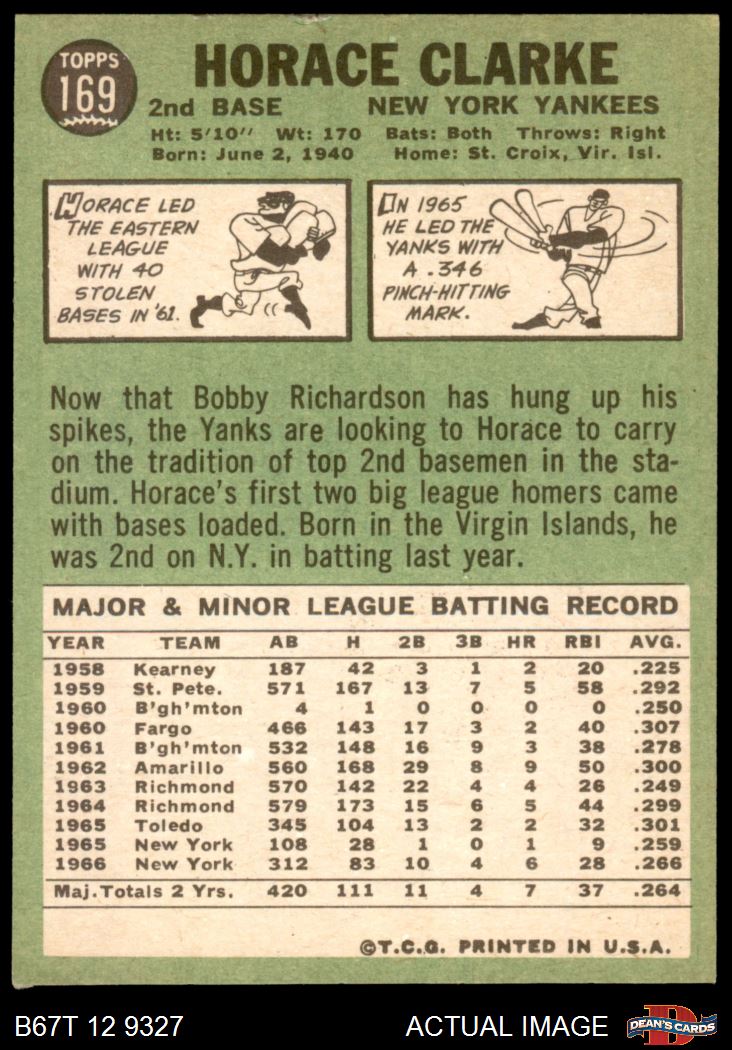 TOPPS
169
HORACE CLARKE
2nd BASE NEW YORK YANKEES
Ht: 5'10" Wt: 170 Bats: Both Throws: Right
Born: June 2, 1940 Home: St. Croix, Vir. Isl.
HORACE LED
THE EASTERN
LEAGUE
WITH 40
STOLEN
BASES IN '61.
IN 1965
HE LED THE
YANKS WITH
A .346
PINCH-HITTING
MARK.
Now that Bobby Richardson has hung up his
spikes, the Yanks are looking to Horace to carry
on the tradition of top 2nd basemen in the sta-
dium. Horace's first two big league homers came
with bases loaded. Born in the Virgin Islands, he
was 2nd on N.Y. in batting last year.
MAJOR & MINOR LEAGUE BATTING RECORD
YEAR TEAM AB H 2B 3B HR RBI AVG.
1958 Kearney 187 42 3 1 2 20 .225
1959 St. Pete. 571 167 13 7 5 58 .292
1960 B'gh'mton 4 1 0 0 0 0 .250
1960 Fargo 466 143 17 3 2 40 .307
1961 B'gh'mton 532 148 16 9 3 38 .278
1962 Amarillo 560 168 29 8 9 50 .300
1963 Richmond 570 142 22 4 4 26 .249
1964 Richmond 579 173 15 6 5 44 .299
1965 Toledo 345 104 13 2 2 32 .301
1965 New York 108 28 1 0 1 9 .259
1966 New York 312 83 10 4 6 28 .266
Maj. Totals 2 Yrs. 420 111 11 4 7 37 .264
©T.C.G. PRINTED IN U.S.A.
B67T 12 9327 ACTUAL IMAGE DEAN'S CARDS